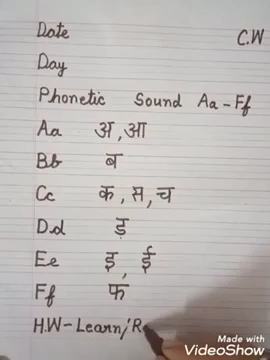 Date C.W
Day
Phonetic Sound Aa-Ff
Aa अ,आ
Bb ब
Cc क,स,च
Dd ड़
Ee इ,ई
Ff फ
H.W-Learn/R
Made with
VideoShow